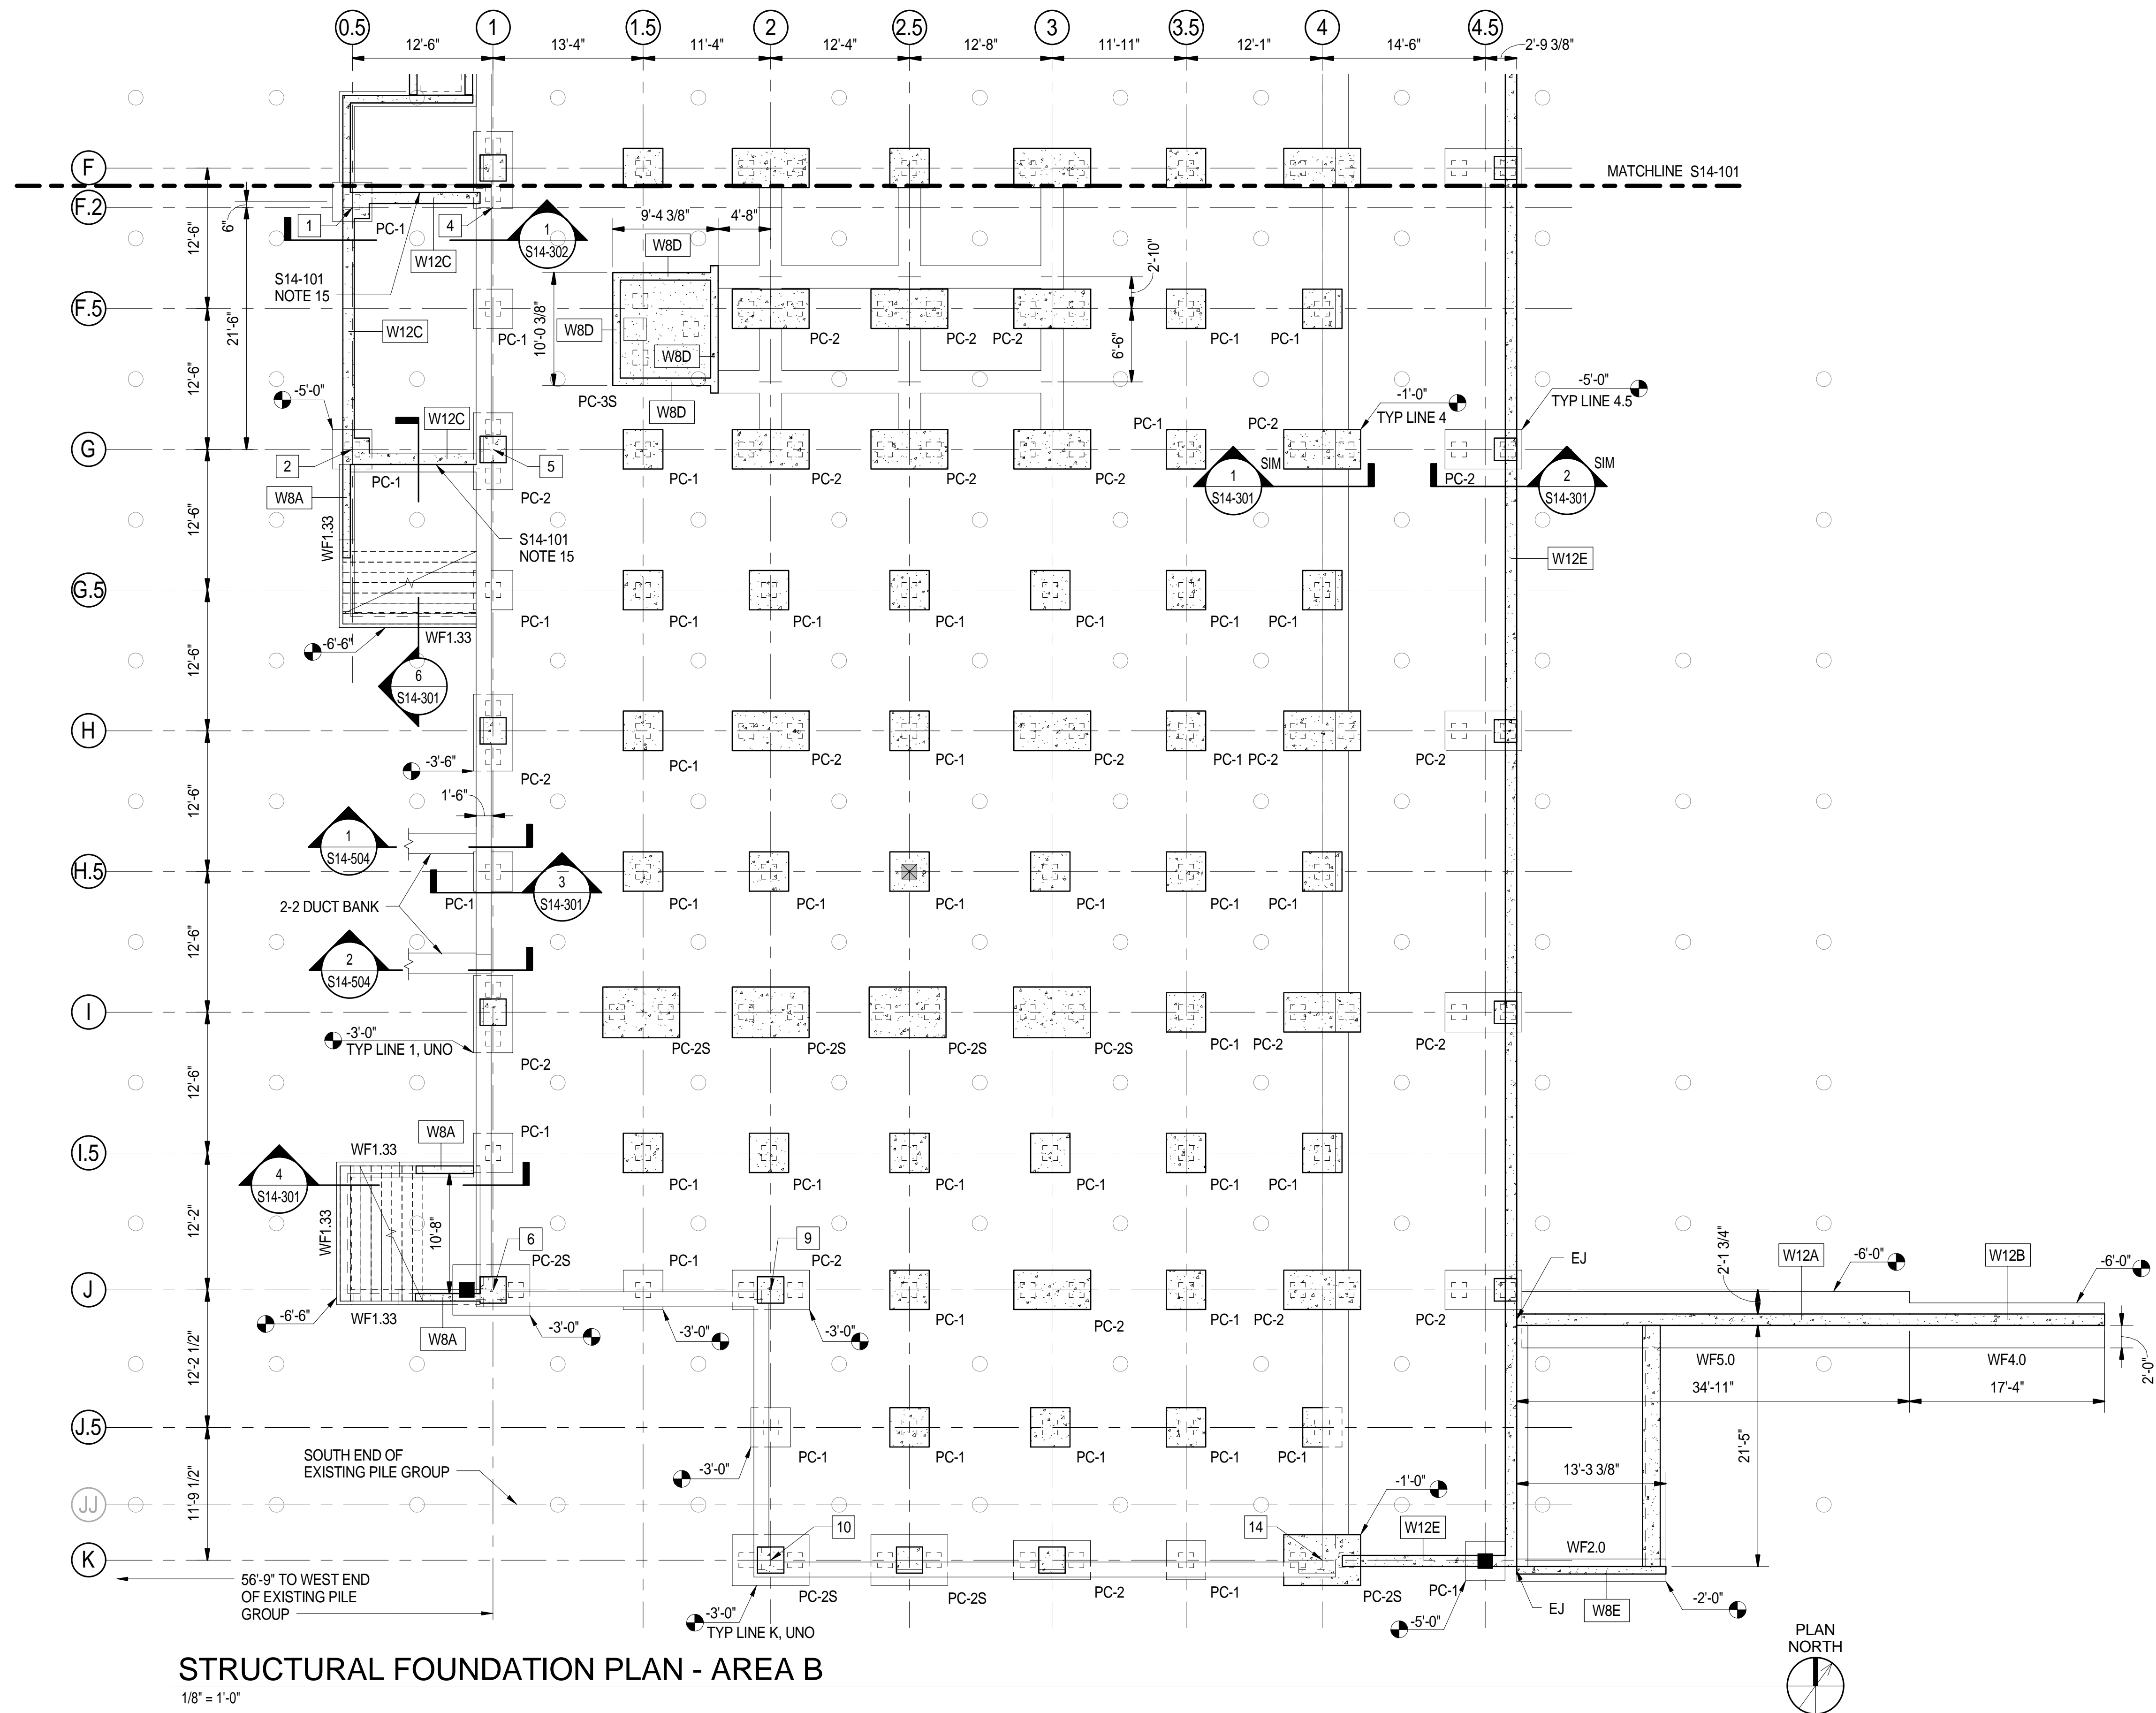 0.5 1 1.5 2 2.5 3 3.5 4 4.5
12'-6" 13'-4" 11'-4" 12'-4" 12'-8" 11'-11" 12'-1" 14'-6" 2'-9 3/8"
F
MATCHLINE S14-101
F.2
6"
12'-6"
1
PC-1
4
1
S14-302
W12C
9'-4 3/8"
4'-8"
W8D
2'-10"
S14-101
NOTE 15
F.5
21'-6"
W12C
PC-1
10'-0 3/8"
W8D
W8D
PC-2
PC-2
PC-2
6'-6"
PC-1
PC-1
12'-6"
-5'-0"
W12C
PC-3S
W8D
-1'-0"
TYP LINE 4
-5'-0"
TYP LINE 4.5
PC-1
PC-2
G
2
PC-1
5
PC-2
PC-1
PC-2
PC-2
PC-2
1
S14-301
SIM
PC-2
SIM
2
S14-301
W8A
WF1.33
12'-6"
S14-101
NOTE 15
W12E
G.5
PC-1
PC-1
PC-1
PC-1
PC-1
PC-1
PC-1
-6'-6"
WF1.33
12'-6"
6
S14-301
H
PC-2
PC-1
PC-2
PC-1
PC-2
PC-1
PC-2
PC-2
-3'-6"
1'-6"
12'-6"
1
S14-504
H.5
3
S14-301
2-2 DUCT BANK
PC-1
PC-1
PC-1
PC-1
PC-1
PC-1
PC-1
12'-6"
2
S14-504
I
-3'-0"
TYP LINE 1, UNO
PC-2
PC-2S
PC-2S
PC-2S
PC-2S
PC-1
PC-2
PC-2
12'-6"
W8A
PC-1
WF1.33
I.5
4
S14-301
PC-1
PC-1
PC-1
PC-1
PC-1
PC-1
12'-2"
WF1.33
10'-8"
6
PC-2S
PC-1
9
PC-2
EJ
2'-1 3/4"
W12A
-6'-0"
W12B
-6'-0"
J
-6'-6"
WF1.33
W8A
-3'-0"
-3'-0"
-3'-0"
PC-1
PC-2
PC-1
PC-2
PC-2
12'-2 1/2"
WF5.0
WF4.0
2'-0"
34'-11"
17'-4"
J.5
PC-1
PC-1
PC-1
PC-1
PC-1
SOUTH END OF
EXISTING PILE GROUP
-3'-0"
21'-5"
13'-3 3/8"
-1'-0"
JJ
11'-9 1/2"
10
14
W12E
WF2.0
K
56'-9" TO WEST END
OF EXISTING PILE
GROUP
PC-2S
PC-2S
PC-2
PC-1
PC-2S
PC-1
-3'-0"
TYP LINE K, UNO
-5'-0"
EJ
W8E
-2'-0"
PLAN
NORTH
STRUCTURAL FOUNDATION PLAN - AREA B
1/8" = 1'-0"